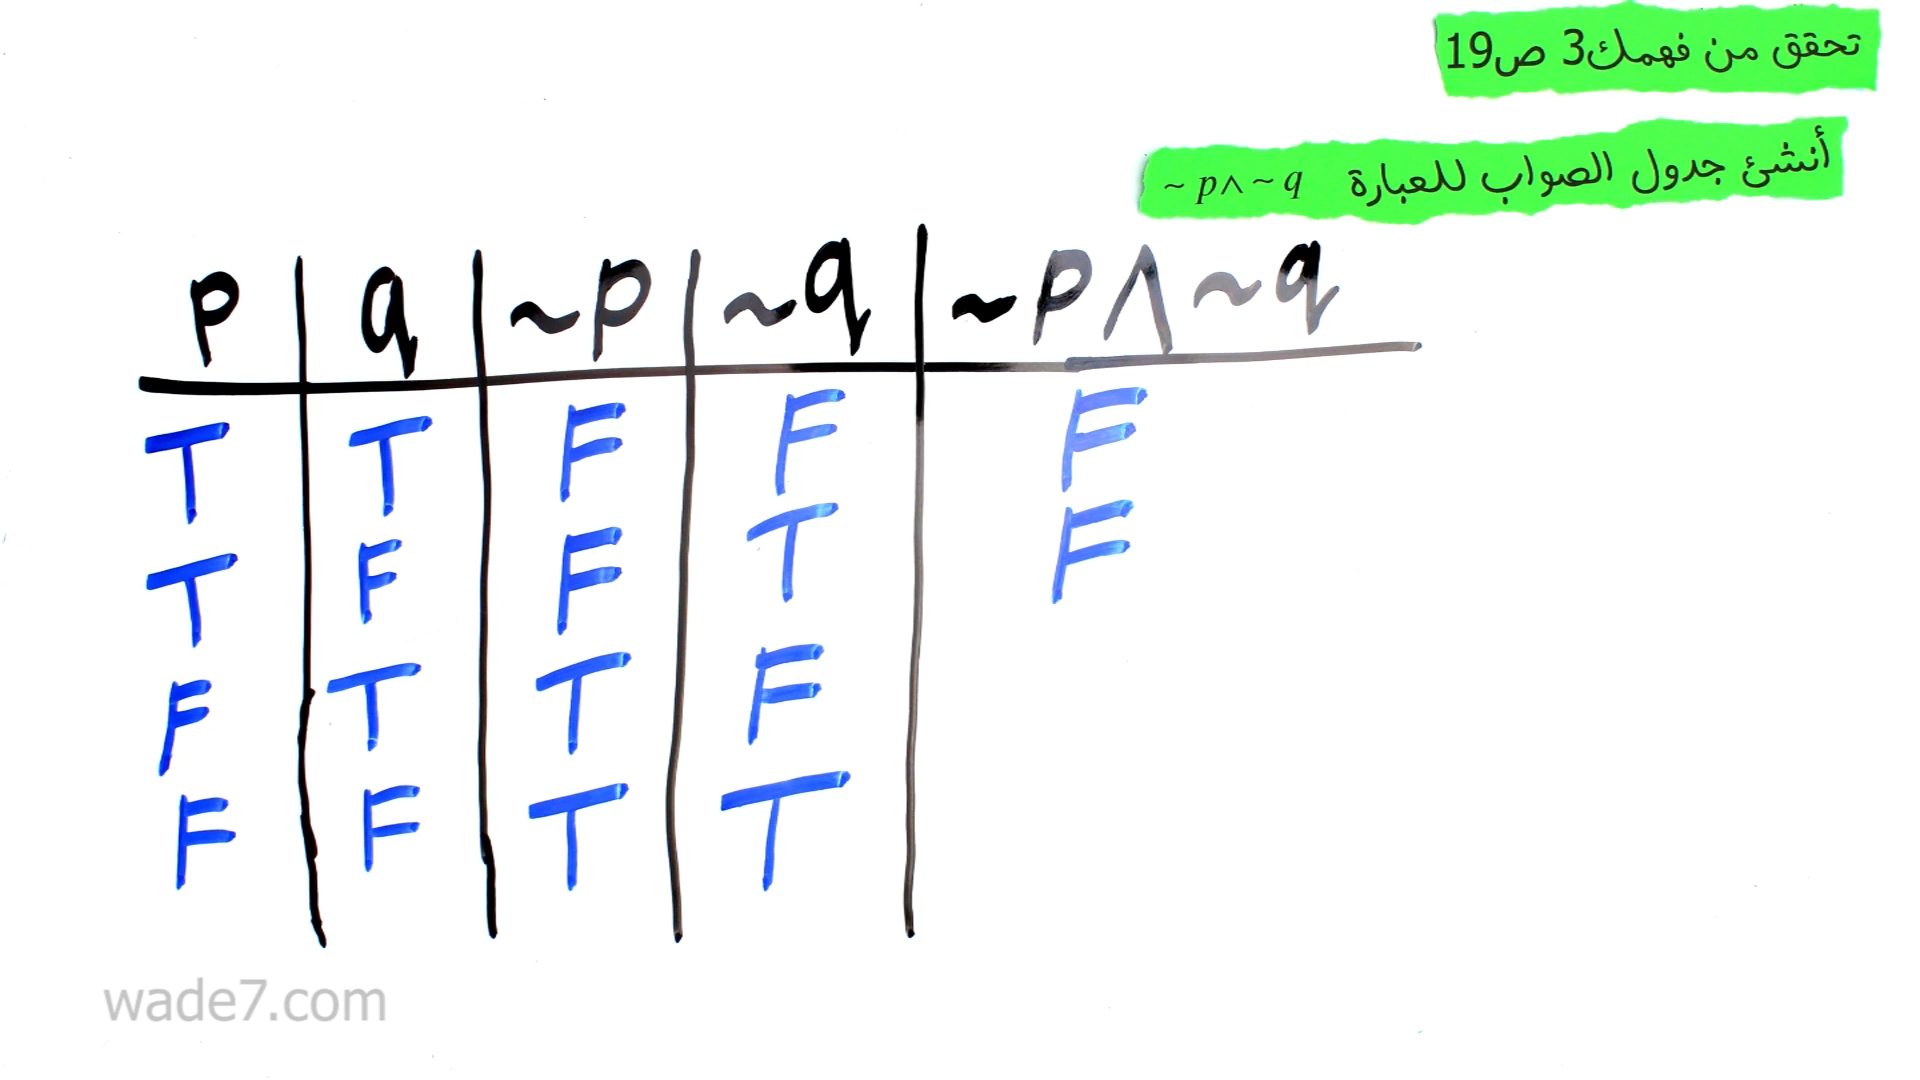 تحقق من فهمك3 ص19
أنشئ جدول الصواب للعبارة ~ p∧ ~ q
p q ~p ~q ~p∧~q
T T F F F
T F F T F
F T T F
F F T T
wade7.com